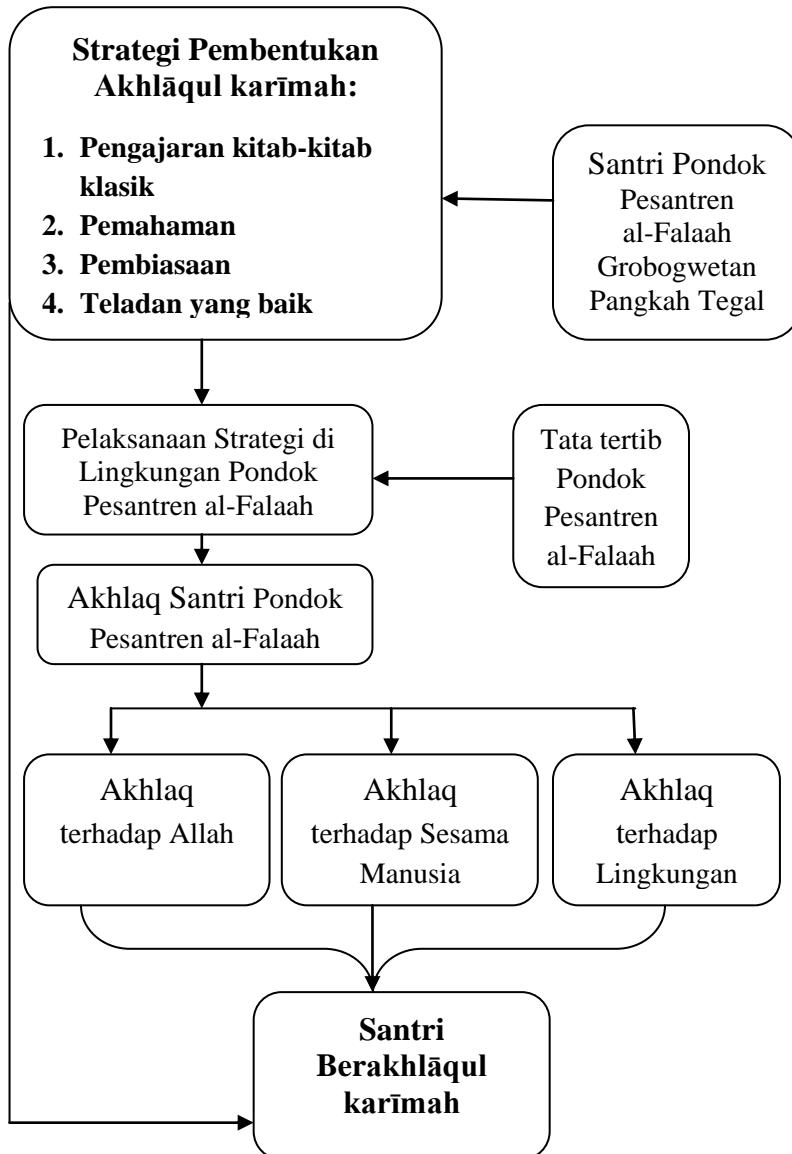 Strategi Pembentukan
Akhlāqul karīmah:
1. Pengajaran kitab-kitab
klasik
2. Pemahaman
3. Pembiasaan
4. Teladan yang baik
Santri Pondok
Pesantren
al-Falaah
Grobogwetan
Pangkah Tegal
Pelaksanaan Strategi di
Lingkungan Pondok
Pesantren al-Falaah
Tata tertib
Pondok
Pesantren
al-Falaah
Akhlaq Santri Pondok
Pesantren al-Falaah
Akhlaq
terhadap Allah
Akhlaq
terhadap Sesama
Manusia
Akhlaq
terhadap
Lingkungan
Santri
Berakhlāqul
karīmah